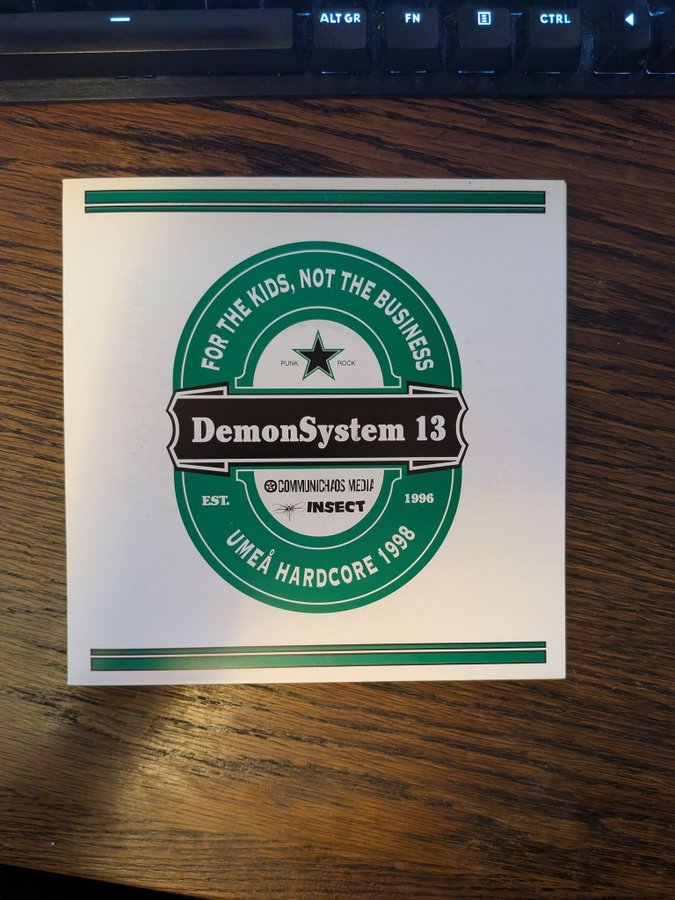 ALT GR FN CTRL
FOR THE KIDS, NOT THE BUSINESS
PUNK ROCK
DemonSystem 13
COMMUNICHAOS MEDIA
INSECT
EST. 1996
UMEÅ HARDCORE 1998